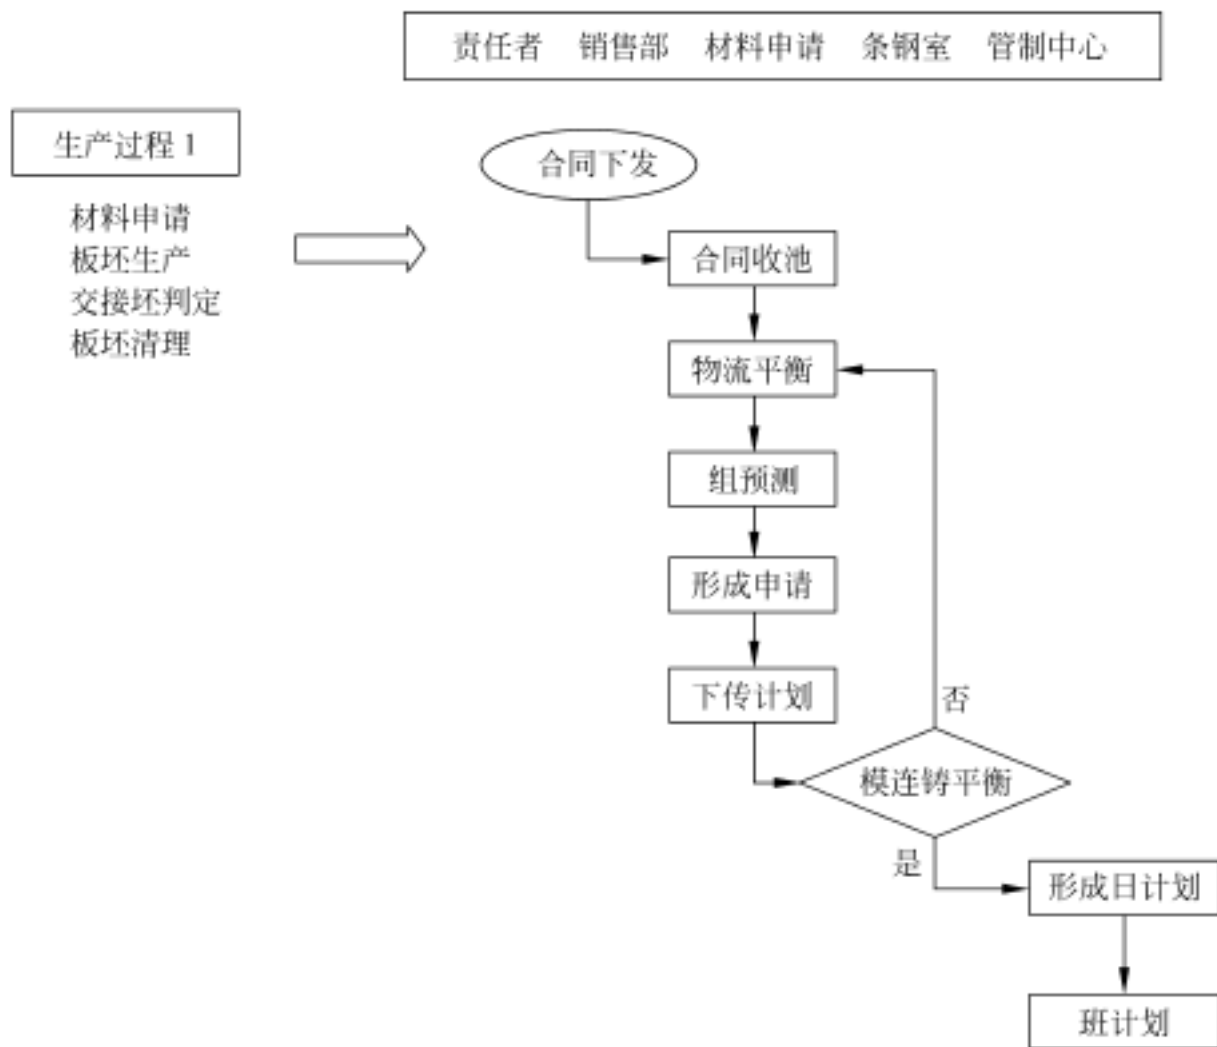 责任者 销售部 材料申请 条钢室 管制中心
生产过程 1
材料申请
板坯生产
交接坯判定
板坯清理
合同下发
合同收池
物流平衡
组预测
形成申请
下传计划
否
模连铸平衡
是
形成日计划
班计划